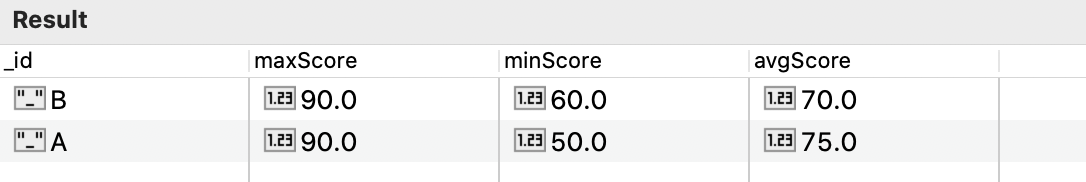 Result
_id maxScore minScore avgScore
"_" B 1.23 90.0 1.23 60.0 1.23 70.0
"_" A 1.23 90.0 1.23 50.0 1.23 75.0